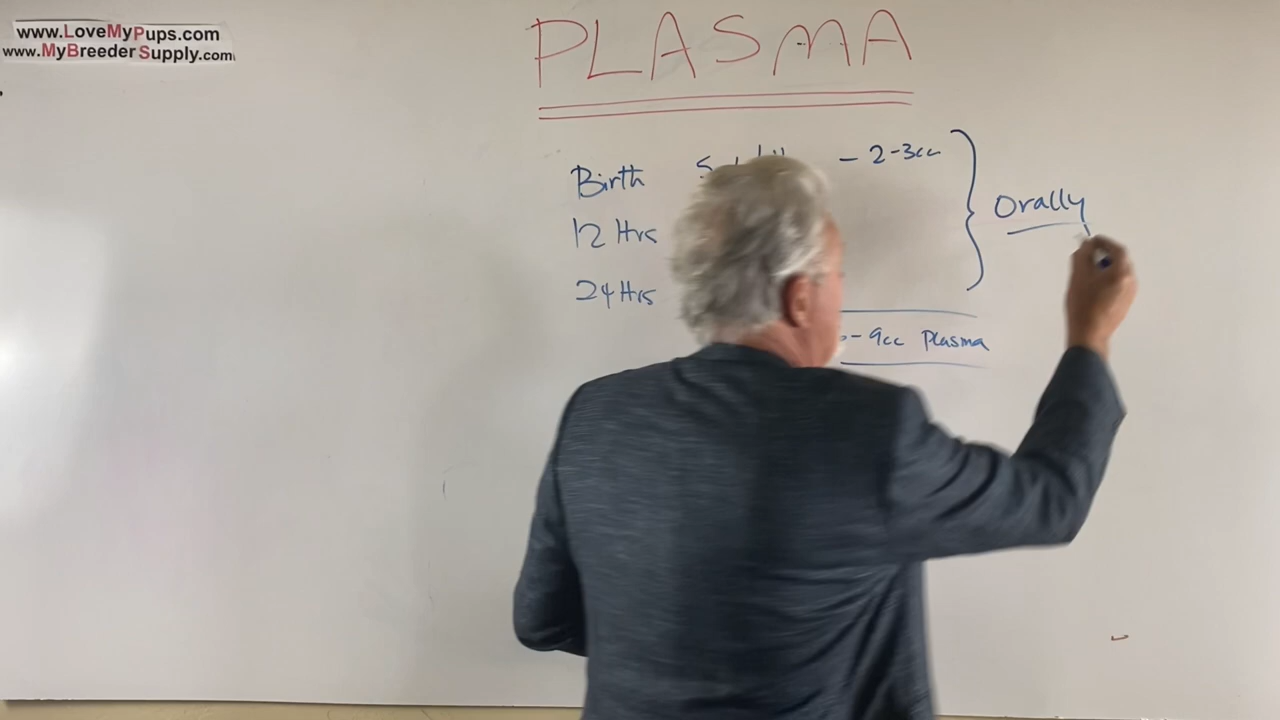 www.LoveMyPups.com
www.MyBreederSupply.com
PLASMA
Birth - 2-3cc
12 Hrs
24 Hrs
Orally
-9cc Plasma